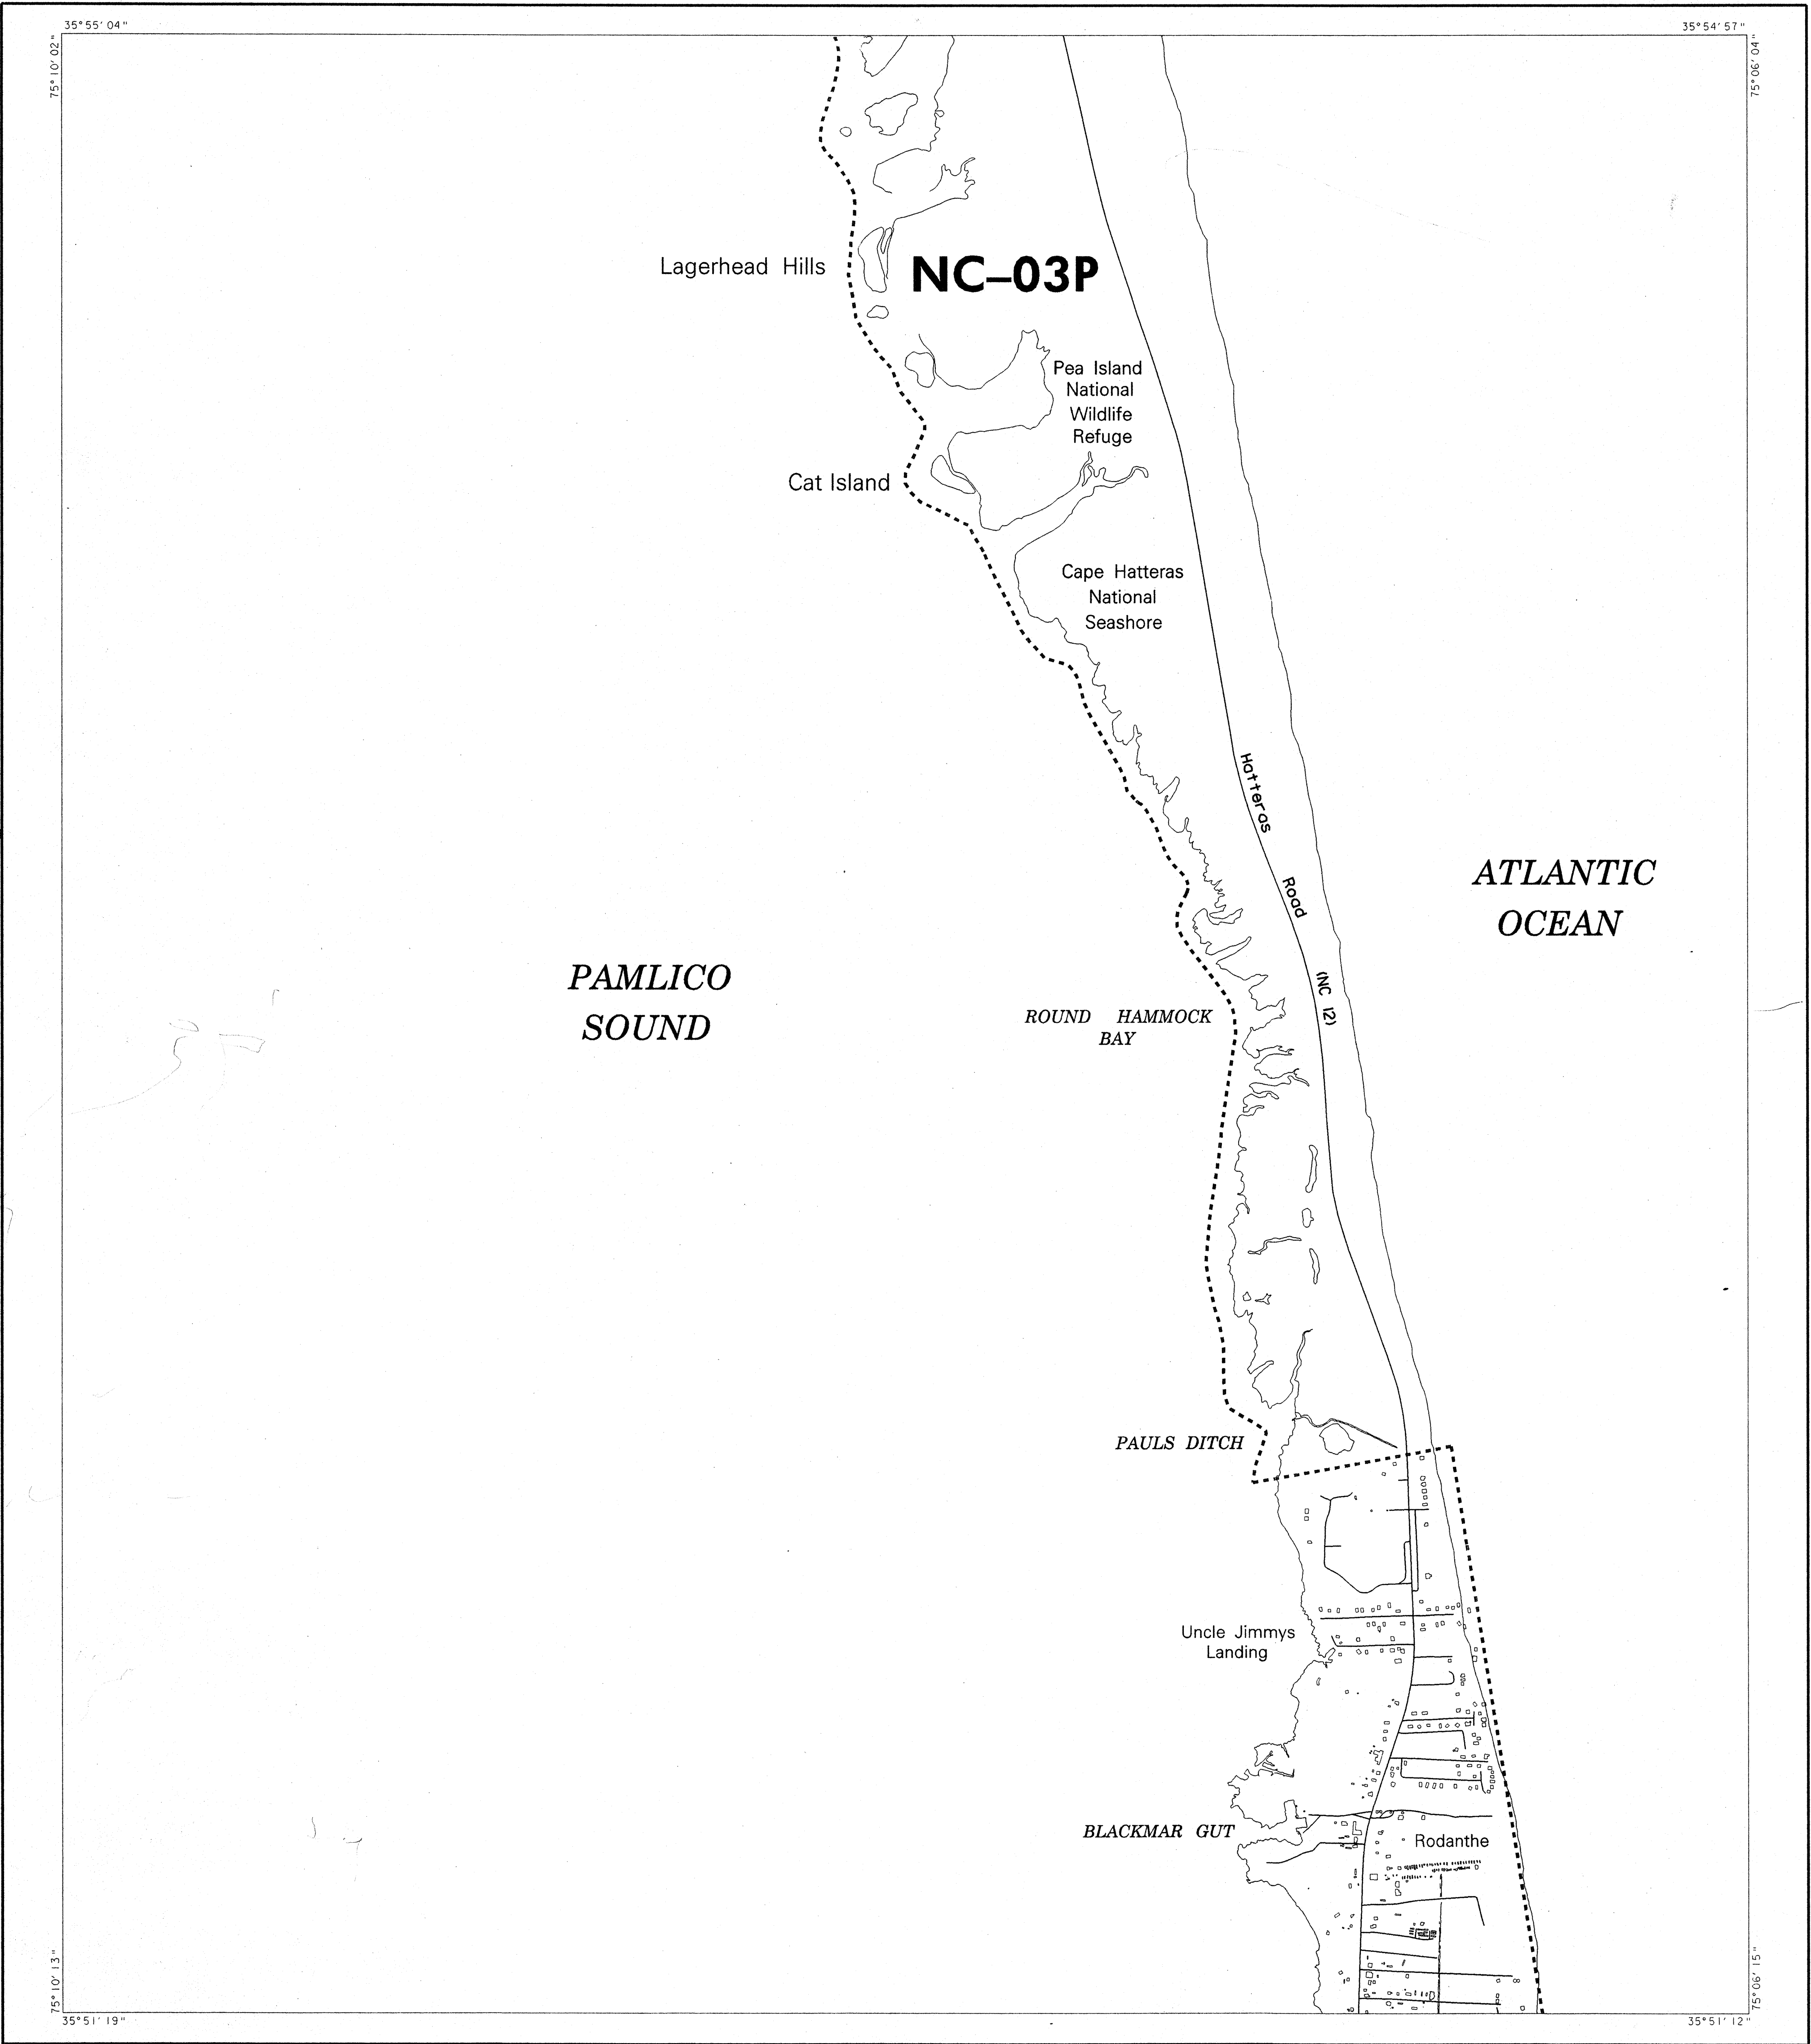 35°55'04"
35°54'57"
75°10'02"
75°06'04"
Lagerhead Hills
NC–03P
Pea Island
National
Wildlife
Refuge
Cat Island
Cape Hatteras
National
Seashore
Hatteras Road (NC 12)
ATLANTIC
OCEAN
PAMLICO
SOUND
ROUND HAMMOCK
BAY
PAULS DITCH
Uncle Jimmys
Landing
BLACKMAR GUT
Rodanthe
75°10'13"
75°06'15"
35°51'19"
35°51'12"